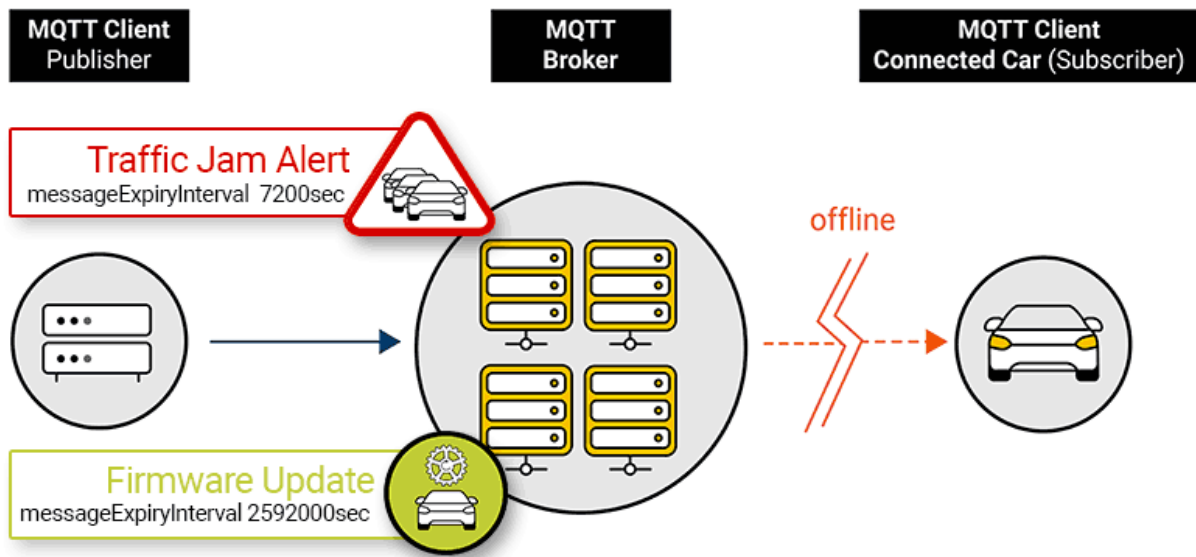 MQTT Client
Publisher
MQTT
Broker
MQTT Client
Connected Car (Subscriber)
Traffic Jam Alert
messageExpiryInterval 7200sec
offline
Firmware Update
messageExpiryInterval 2592000sec